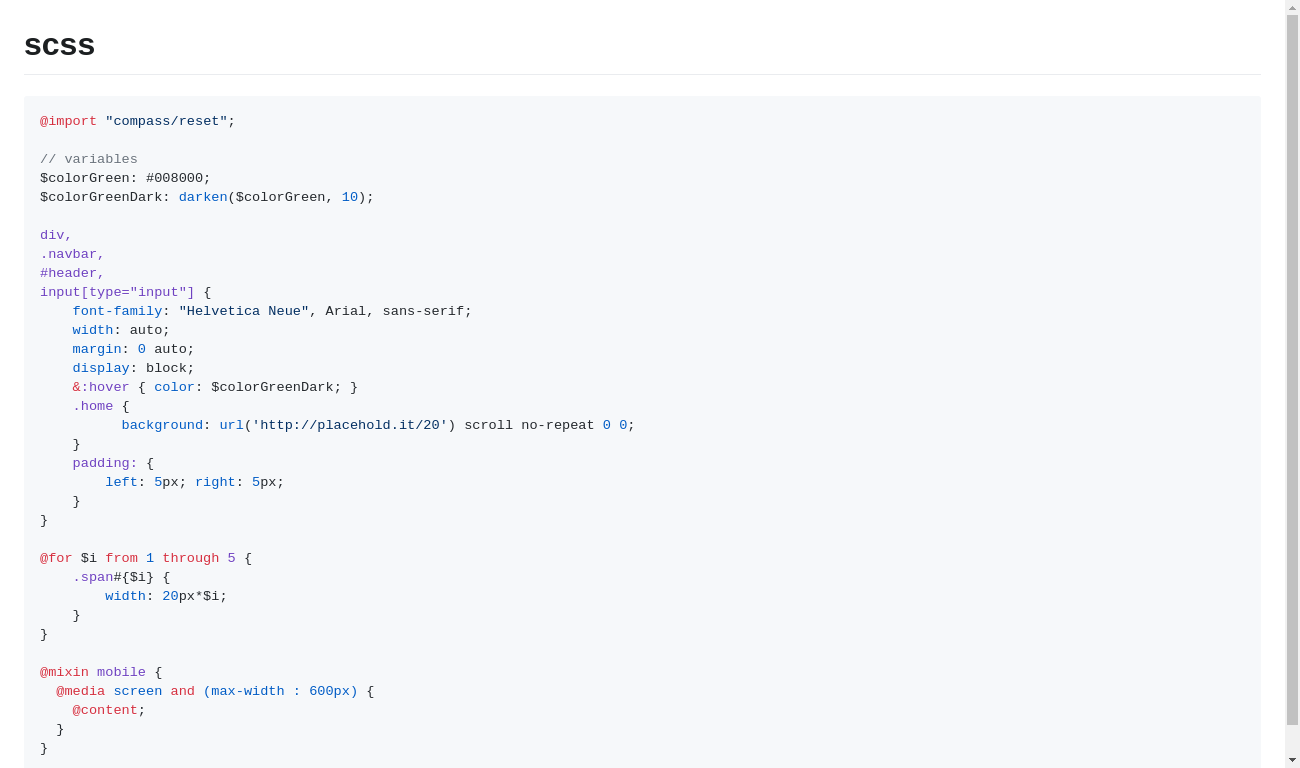 scss
@import "compass/reset";
// variables
$colorGreen: #008000;
$colorGreenDark: darken($colorGreen, 10);
div,
.navbar,
#header,
input[type="input"] {
    font-family: "Helvetica Neue", Arial, sans-serif;
    width: auto;
    margin: 0 auto;
    display: block;
    &:hover { color: $colorGreenDark; }
    .home {
          background: url('http://placehold.it/20') scroll no-repeat 0 0;
    }
    padding: {
        left: 5px; right: 5px;
    }
}
@for $i from 1 through 5 {
    .span#{$i} {
        width: 20px*$i;
    }
}
@mixin mobile {
  @media screen and (max-width : 600px) {
    @content;
  }
}